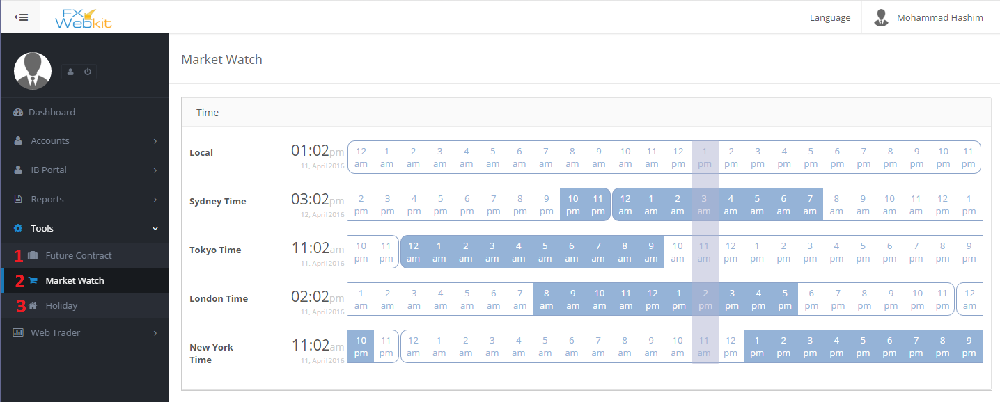 FX
Webkit
Language
Mohammad Hashim
Market Watch
Dashboard
Accounts
IB Portal
Reports
Tools
1 Future Contract
2 Market Watch
3 Holiday
Web Trader
Time
Local
01:02pm
11, April 2016
12 1 2 3 4 5 6 7 8 9 10 11 12 1 2 3 4 5 6 7 8 9 10 11
am am am am am am am am am am am am pm pm pm pm pm pm pm pm pm pm pm pm
Sydney Time
03:02pm
12, April 2016
2 3 4 5 6 7 8 9 10 11 12 1 2 3 4 5 6 7 8 9 10 11 12 1
pm pm pm pm pm pm pm pm pm pm am am am am am am am am am am am am pm pm
Tokyo Time
11:02am
11, April 2016
10 11 12 1 2 3 4 5 6 7 8 9 10 11 12 1 2 3 4 5 6 7 8 9
pm pm am am am am am am am am am am am am pm pm pm pm pm pm pm pm pm pm
London Time
02:02pm
11, April 2016
1 2 3 4 5 6 7 8 9 10 11 12 1 2 3 4 5 6 7 8 9 10 11 12
am am am am am am am am am am am pm pm pm pm pm pm pm pm pm pm pm pm am
New York
Time
11:02am
11, April 2016
10 11 12 1 2 3 4 5 6 7 8 9 10 11 12 1 2 3 4 5 6 7 8 9
pm pm am am am am am am am am am am am am pm pm pm pm pm pm pm pm pm pm